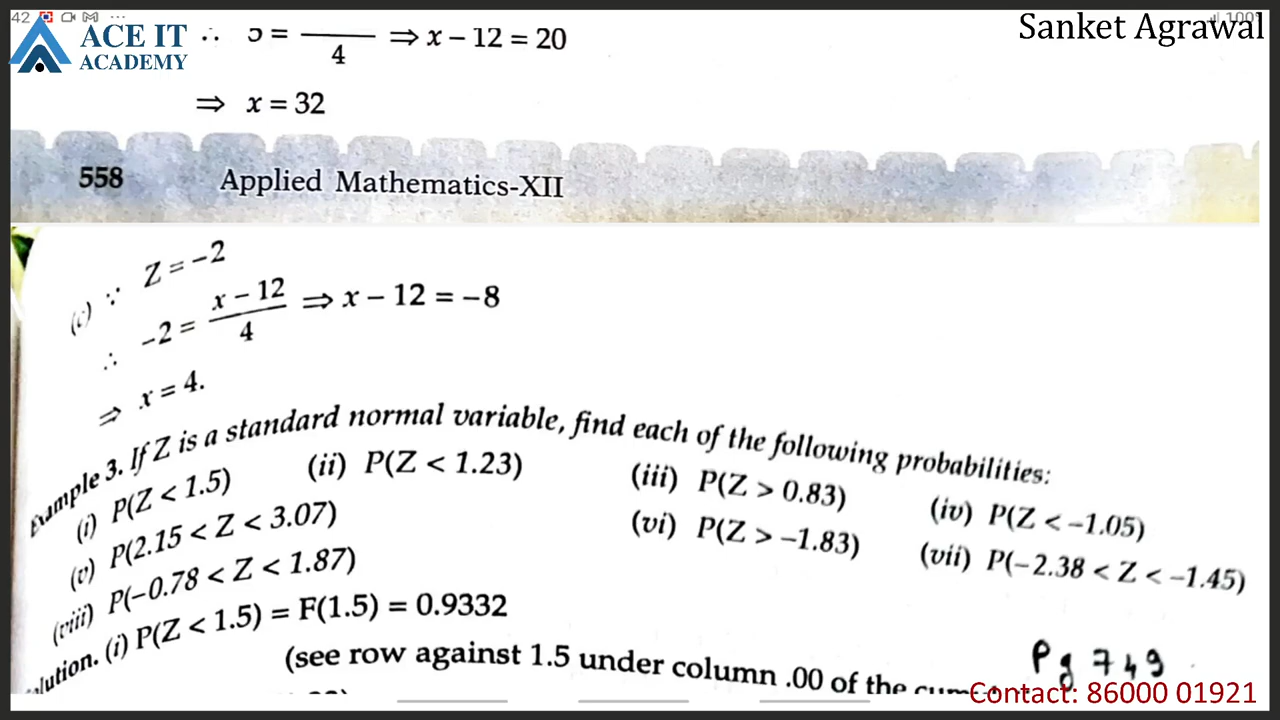 42
ACE IT
ACADEMY
Sanket Agrawal
100%
∴ 5 = ―/4 ⇒ x – 12 = 20
⇒ x = 32
558 Applied Mathematics-XII
(c) ∵ Z = –2
∴ –2 = (x – 12)/4 ⇒ x – 12 = –8
⇒ x = 4.
Example 3. If Z is a standard normal variable, find each of the following probabilities:
(i) P(Z < 1.5) (ii) P(Z < 1.23) (iii) P(Z > 0.83) (iv) P(Z < –1.05)
(v) P(2.15 < Z < 3.07) (vi) P(Z > –1.83) (vii) P(–2.38 < Z < –1.45)
(viii) P(–0.78 < Z < 1.87)
lution. (i) P(Z < 1.5) = F(1.5) = 0.9332
(see row against 1.5 under column .00 of the
Pg 749
Contact: 86000 01921